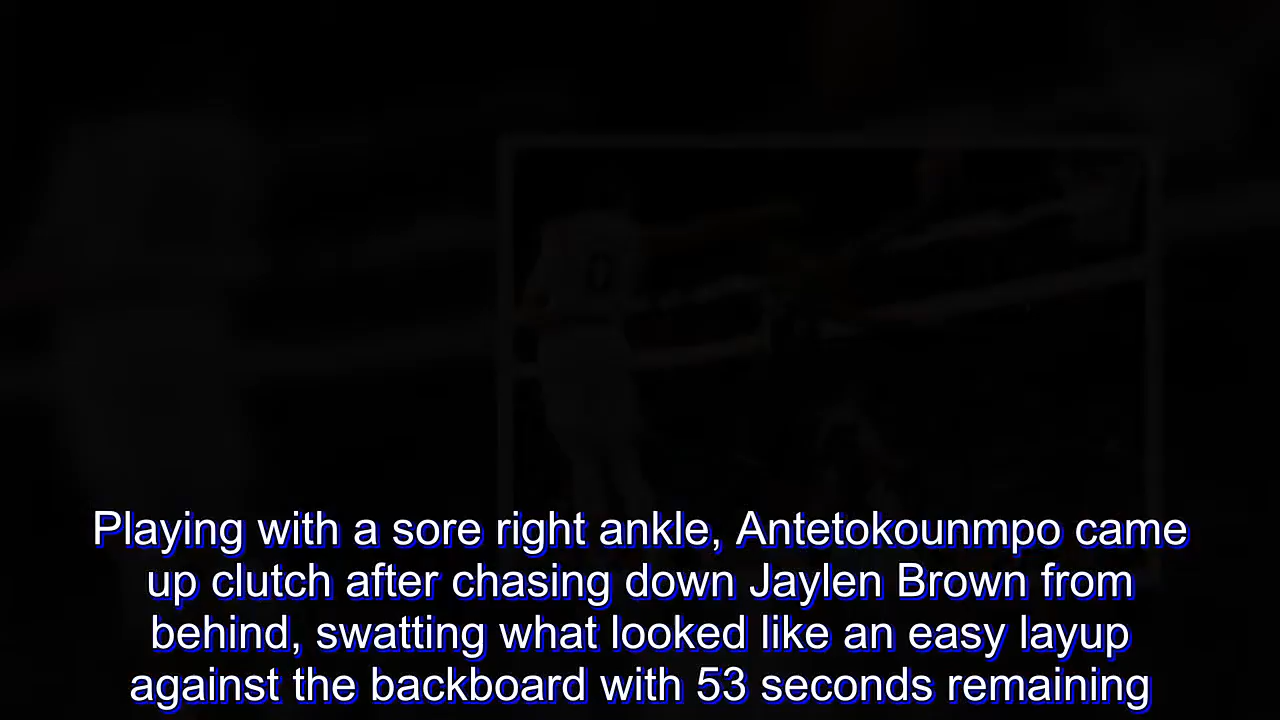 Playing with a sore right ankle, Antetokounmpo came
up clutch after chasing down Jaylen Brown from
behind, swatting what looked like an easy layup
against the backboard with 53 seconds remaining